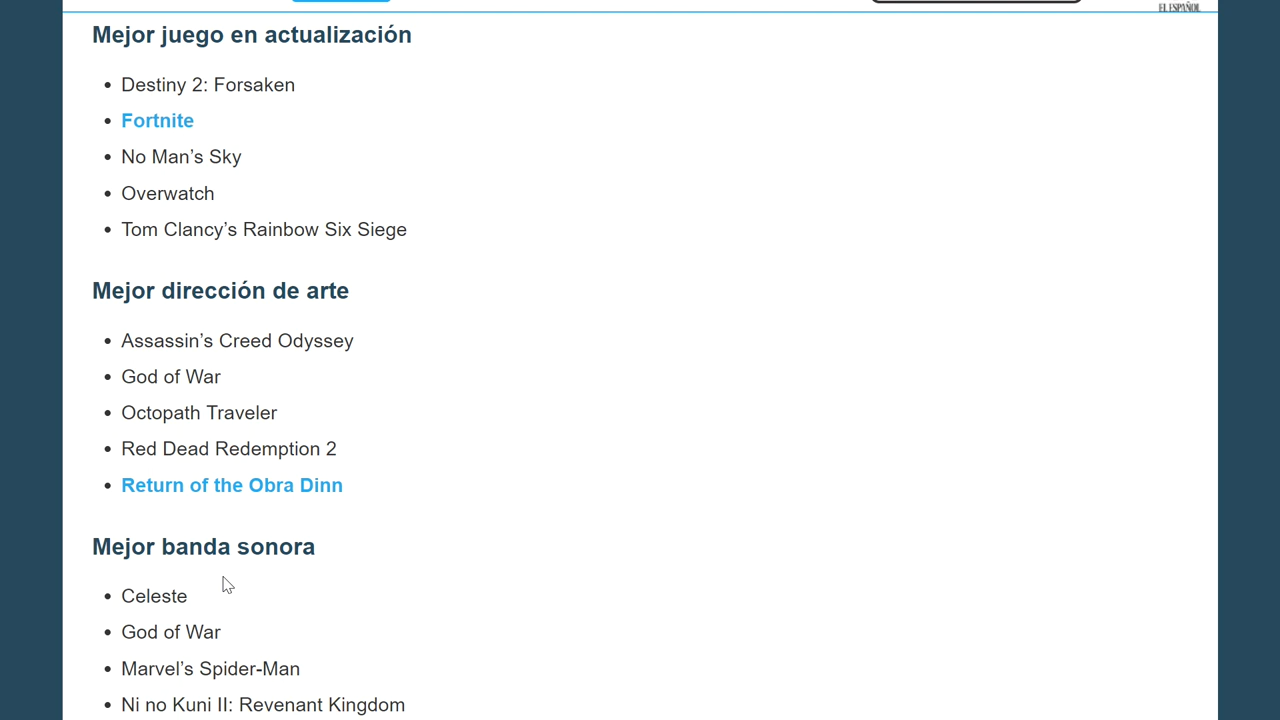 EL ESPAÑOL
Mejor juego en actualización
Destiny 2: Forsaken
Fortnite
No Man’s Sky
Overwatch
Tom Clancy’s Rainbow Six Siege
Mejor dirección de arte
Assassin’s Creed Odyssey
God of War
Octopath Traveler
Red Dead Redemption 2
Return of the Obra Dinn
Mejor banda sonora
Celeste
God of War
Marvel’s Spider-Man
Ni no Kuni II: Revenant Kingdom